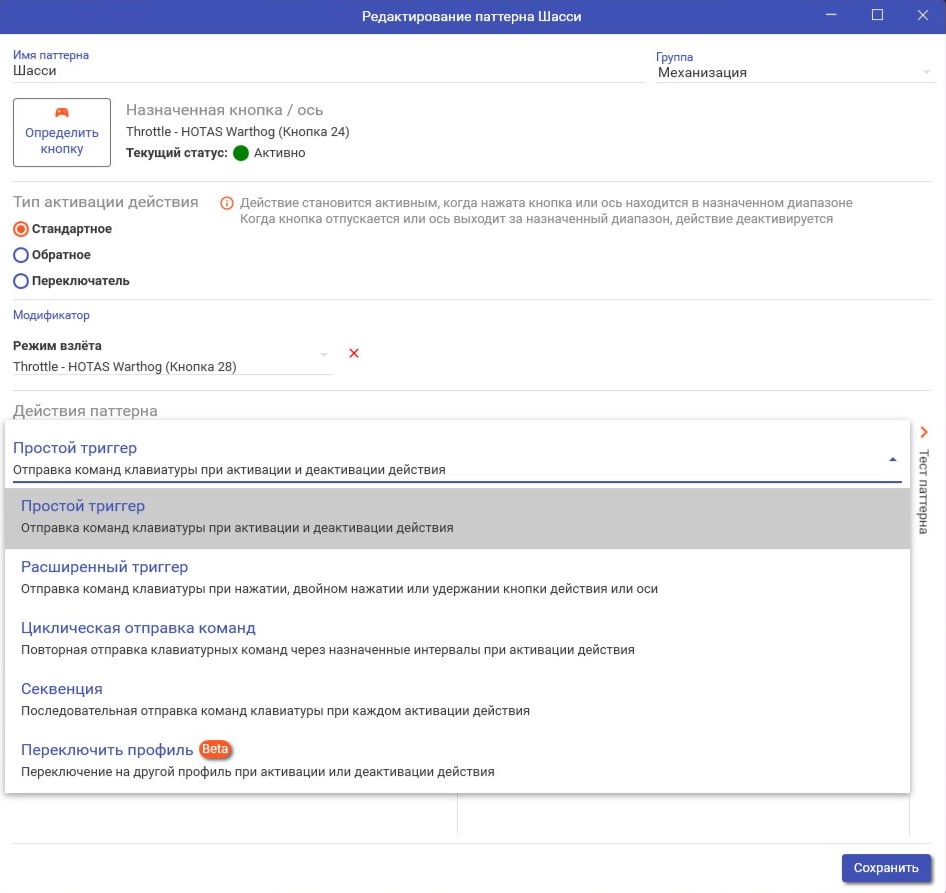 Редактирование паттерна Шасси
Имя паттерна
Шасси
Группа
Механизация
Определить
кнопку
Назначенная кнопка / ось
Throttle - HOTAS Warthog (Кнопка 24)
Текущий статус: Активно
Тип активации действия
Действие становится активным, когда нажата кнопка или ось находится в назначенном диапазоне
Когда кнопка отпускается или ось выходит за назначенный диапазон, действие деактивируется
Стандартное
Обратное
Переключатель
Модификатор
Режим взлёта
Throttle - HOTAS Warthog (Кнопка 28)
Действия паттерна
Простой триггер
Отправка команд клавиатуры при активации и деактивации действия
Простой триггер
Отправка команд клавиатуры при активации и деактивации действия
Расширенный триггер
Отправка команд клавиатуры при нажатии, двойном нажатии или удержании кнопки действия или оси
Циклическая отправка команд
Повторная отправка клавиатурных команд через назначенные интервалы при активации действия
Секвенция
Последовательная отправка команд клавиатуры при каждом активации действия
Переключить профиль Beta
Переключение на другой профиль при активации или деактивации действия
Тест паттерна
Сохранить